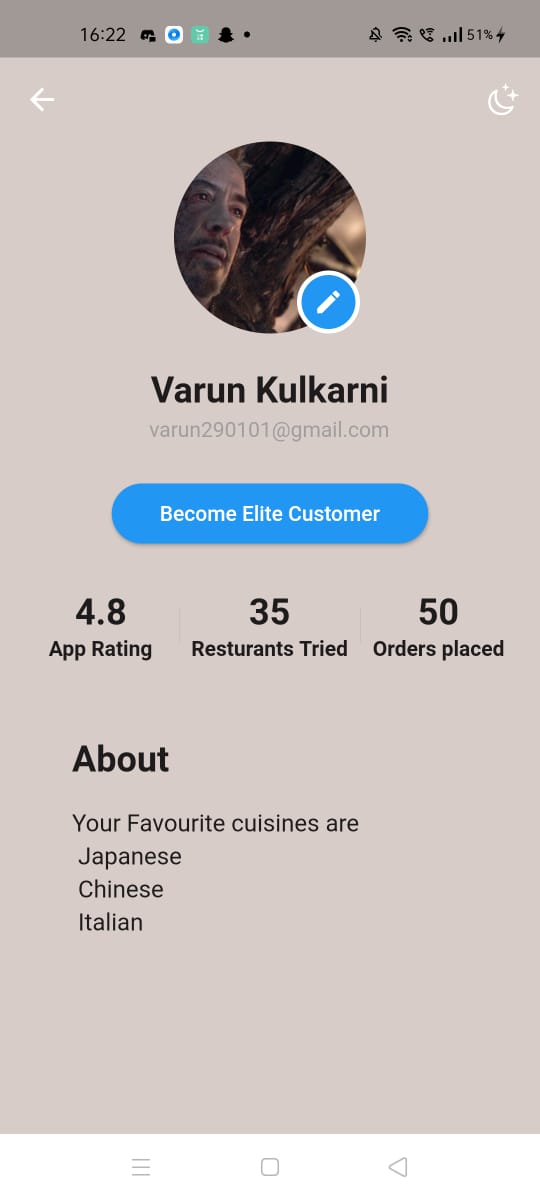 16:22
51%
Varun Kulkarni
varun290101@gmail.com
Become Elite Customer
4.8 35 50
App Rating Resturants Tried Orders placed
About
Your Favourite cuisines are
Japanese
Chinese
Italian